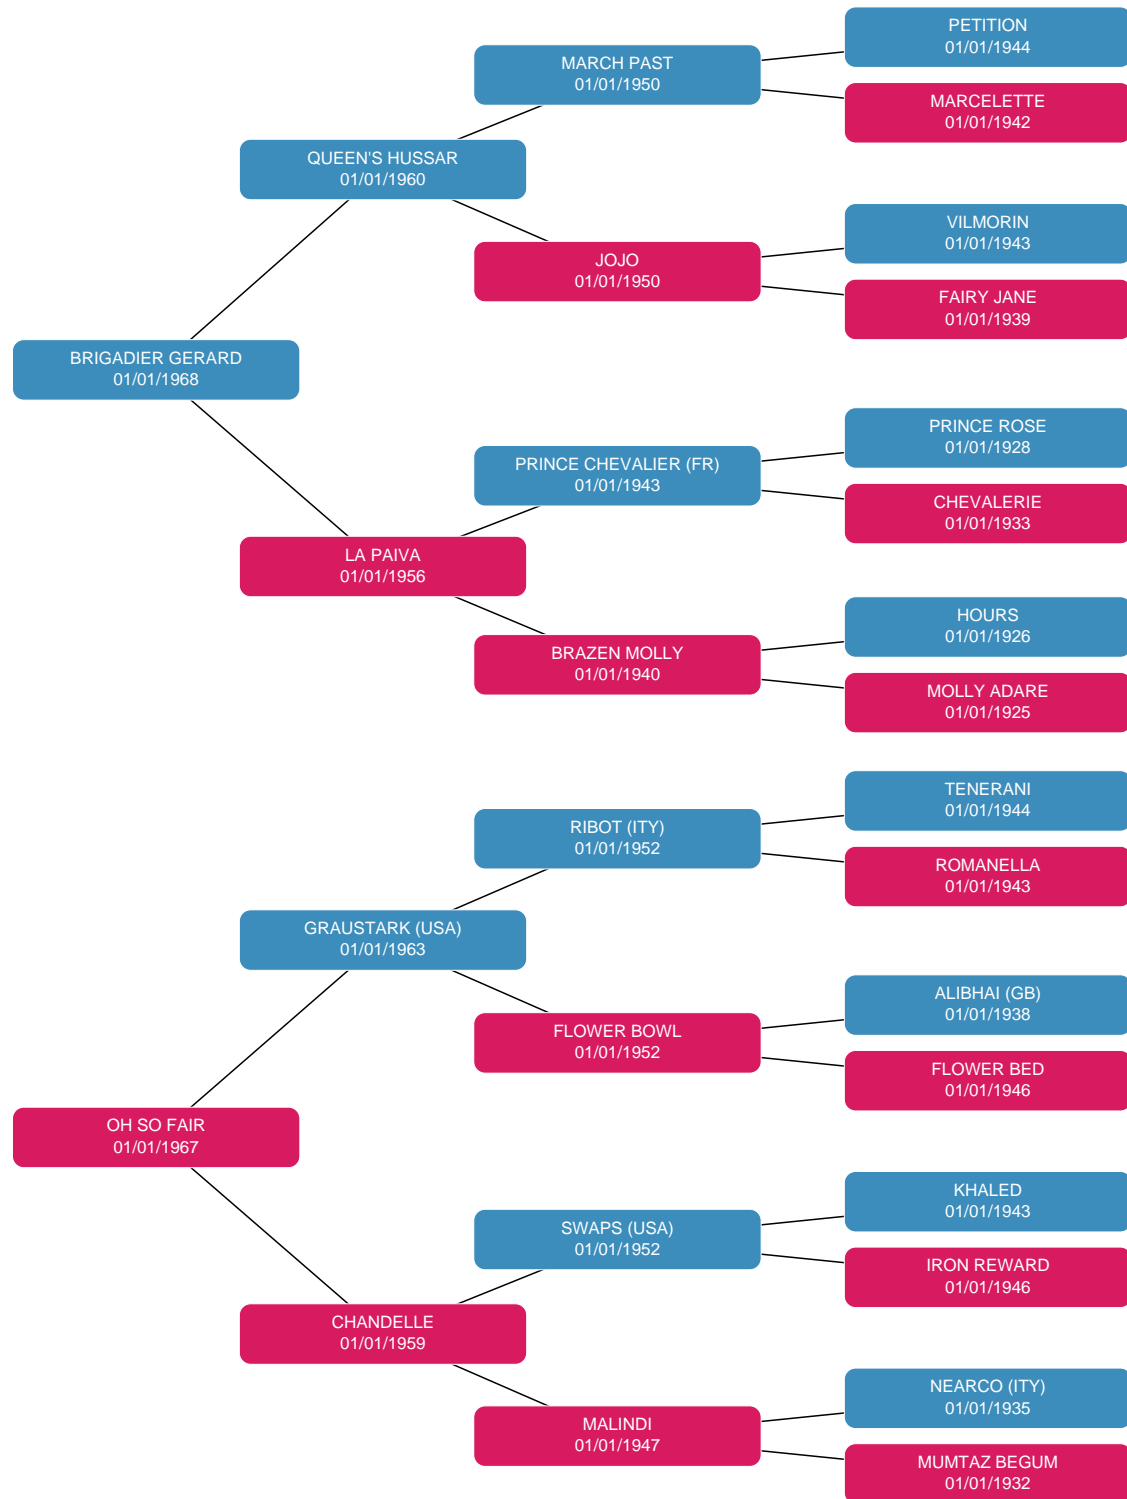 PETITION
01/01/1944
MARCH PAST
01/01/1950
MARCELETTE
01/01/1942
QUEEN'S HUSSAR
01/01/1960
VILMORIN
01/01/1943
JOJO
01/01/1950
FAIRY JANE
01/01/1939
BRIGADIER GERARD
01/01/1968
PRINCE ROSE
01/01/1928
PRINCE CHEVALIER (FR)
01/01/1943
CHEVALERIE
01/01/1933
LA PAIVA
01/01/1956
HOURS
01/01/1926
BRAZEN MOLLY
01/01/1940
MOLLY ADARE
01/01/1925
TENERANI
01/01/1944
RIBOT (ITY)
01/01/1952
ROMANELLA
01/01/1943
GRAUSTARK (USA)
01/01/1963
ALIBHAI (GB)
01/01/1938
FLOWER BOWL
01/01/1952
FLOWER BED
01/01/1946
OH SO FAIR
01/01/1967
KHALED
01/01/1943
SWAPS (USA)
01/01/1952
IRON REWARD
01/01/1946
CHANDELLE
01/01/1959
NEARCO (ITY)
01/01/1935
MALINDI
01/01/1947
MUMTAZ BEGUM
01/01/1932